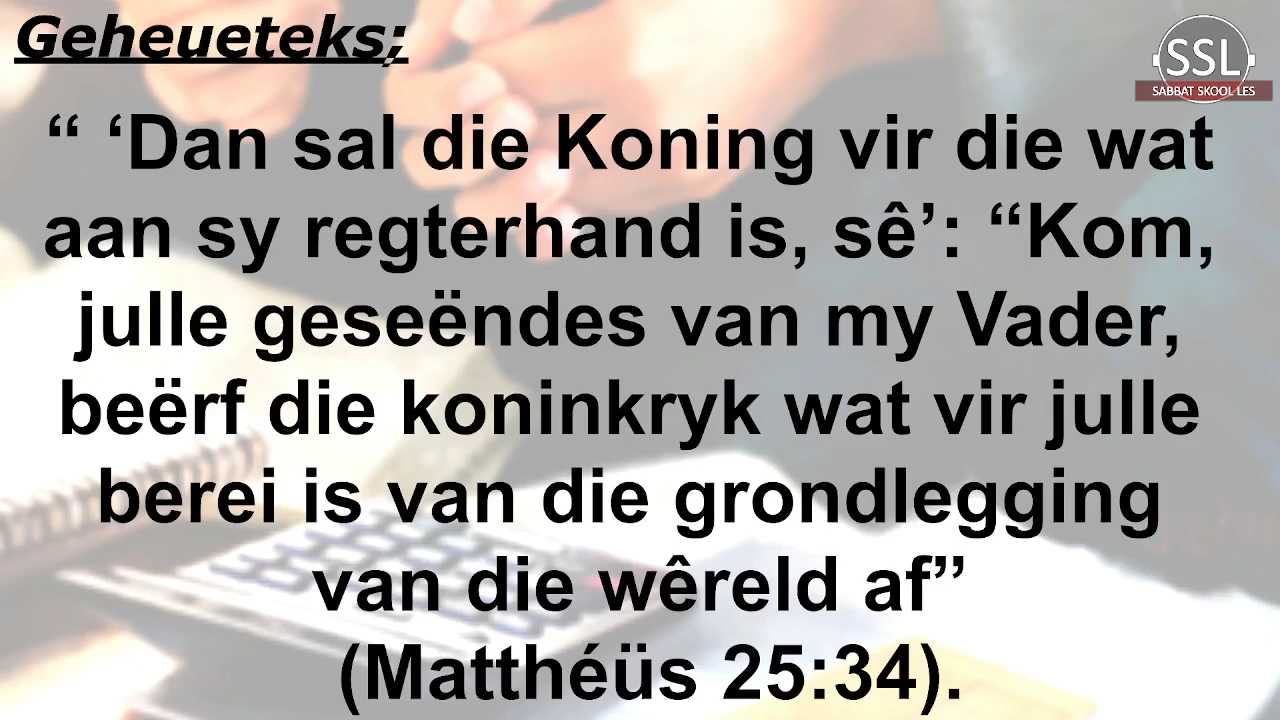 Geheueteks;
SSL
SABBAT SKOOL LES
“ ‘Dan sal die Koning vir die wat
aan sy regterhand is, sê’: “Kom,
julle geseëndes van my Vader,
beërf die koninkryk wat vir julle
berei is van die grondlegging
van die wêreld af”
(Matthéüs 25:34).